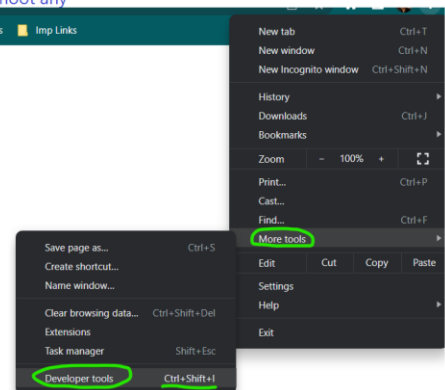 hoot any
s Imp Links
New tab Ctrl+T
New window Ctrl+N
New Incognito window Ctrl+Shift+N
History
Downloads Ctrl+J
Bookmarks
Zoom - 100% +
Print... Ctrl+P
Cast...
Find... Ctrl+F
More tools
Edit Cut Copy Paste
Settings
Help
Exit
Save page as... Ctrl+S
Create shortcut...
Name window...
Clear browsing data... Ctrl+Shift+Del
Extensions
Task manager Shift+Esc
Developer tools Ctrl+Shift+I